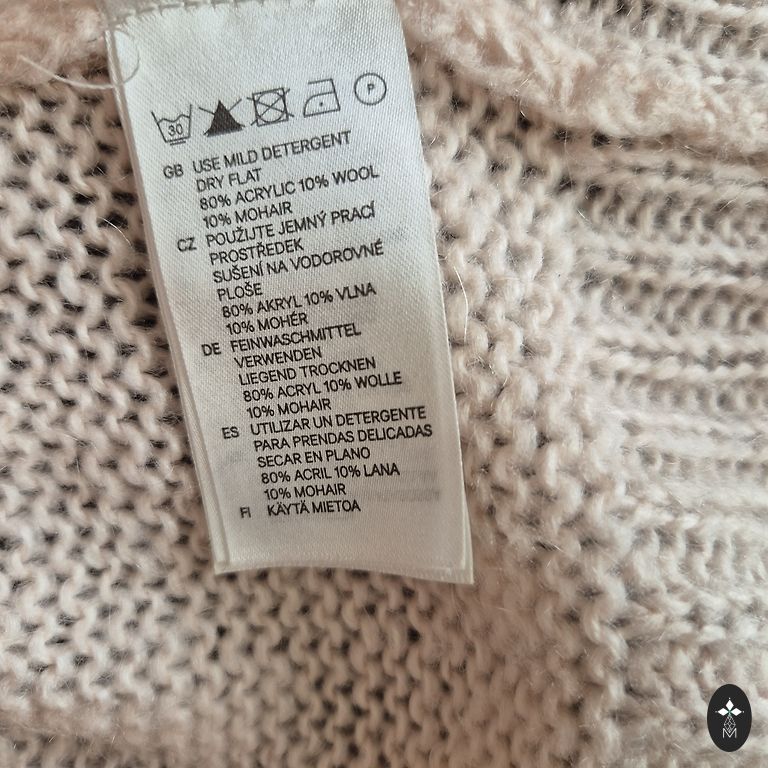 30
P
GB USE MILD DETERGENT
DRY FLAT
80% ACRYLIC 10% WOOL
10% MOHAIR
CZ POUŽIJTE JEMNÝ PRACÍ
PROSTŘEDEK
SUŠENÍ NA VODOROVNÉ
PLOŠE
80% AKRYL 10% VLNA
10% MOHÉR
DE FEINWASCHMITTEL
VERWENDEN
LIEGEND TROCKNEN
80% ACRYL 10% WOLLE
10% MOHAIR
ES UTILIZAR UN DETERGENTE
PARA PRENDAS DELICADAS
SECAR EN PLANO
80% ACRIL 10% LANA
10% MOHAIR
FI KÄYTÄ MIETOA
M